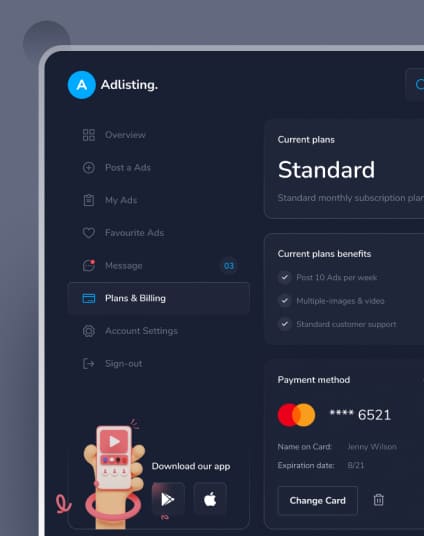 A Adlisting.
Overview
Post a Ads
My Ads
Favourite Ads
Message 03
Plans & Billing
Account Settings
Sign-out
Download our app
Current plans
Standard
Standard monthly subscription plan
Current plans benefits
Post 10 Ads per week
Multiple-images & video
Standard customer support
Payment method
**** 6521
Name on Card: Jenny Wilson
Expiration date: 8/21
Change Card